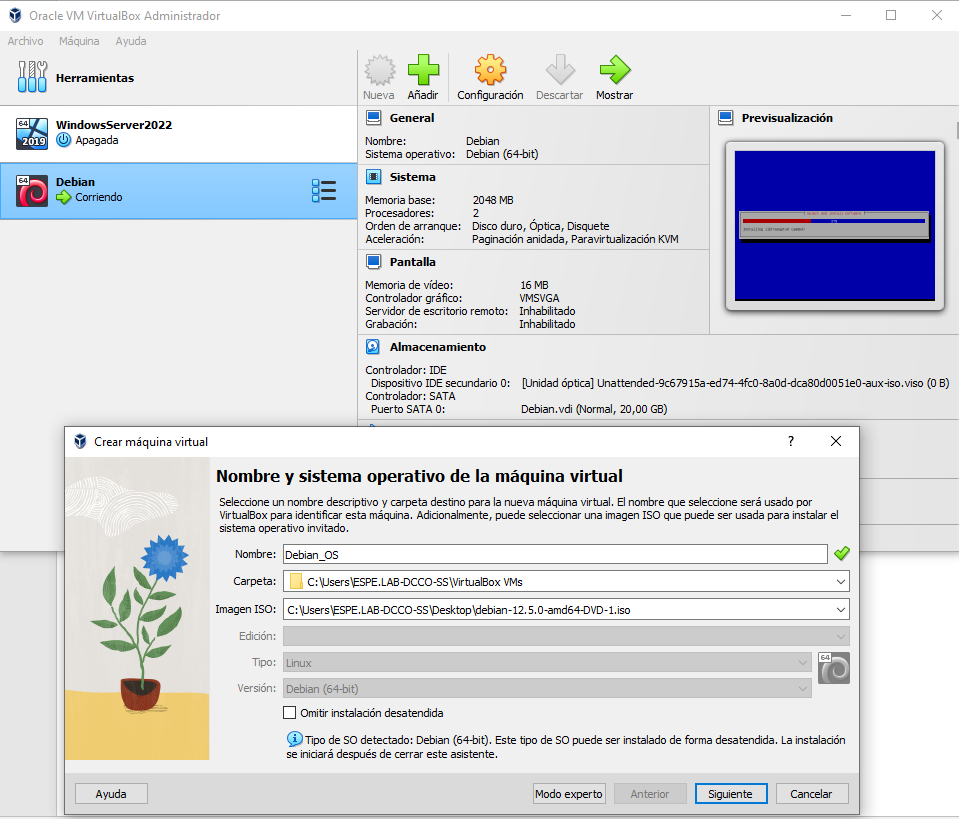 Oracle VM VirtualBox Administrador
Archivo Máquina Ayuda
Herramientas
Nueva Añadir Configuración Descartar Mostrar
64
2019
WindowsServer2022
Apagada
64
Debian
Corriendo
General
Nombre: Debian
Sistema operativo: Debian (64-bit)
Sistema
Memoria base: 2048 MB
Procesadores: 2
Orden de arranque: Disco duro, Óptica, Disquete
Aceleración: Paginación anidada, Paravirtualización KVM
Pantalla
Memoria de vídeo: 16 MB
Controlador gráfico: VMSVGA
Servidor de escritorio remoto: Inhabilitado
Grabación: Inhabilitado
Previsualización
Almacenamiento
Controlador: IDE
Dispositivo IDE secundario 0: [Unidad óptica] Unattended-9c67915a-ed74-4fc0-8a0d-dca80d0051e0-aux-iso.viso (0 B)
Controlador: SATA
Puerto SATA 0: Debian.vdi (Normal, 20,00 GB)
Crear máquina virtual ?
Nombre y sistema operativo de la máquina virtual
Seleccione un nombre descriptivo y carpeta destino para la nueva máquina virtual. El nombre que seleccione será usado por
VirtualBox para identificar esta máquina. Adicionalmente, puede seleccionar una imagen ISO que puede ser usada para instalar el
sistema operativo invitado.
Nombre: Debian_OS
Carpeta: C:\Users\ESPE.LAB-DCCO-SS\VirtualBox VMs
Imagen ISO: C:\Users\ESPE.LAB-DCCO-SS\Desktop\debian-12.5.0-amd64-DVD-1.iso
Edición:
Tipo: Linux
64
Versión: Debian (64-bit)
Omitir instalación desatendida
Tipo de SO detectado: Debian (64-bit). Este tipo de SO puede ser instalado de forma desatendida. La instalación
se iniciará después de cerrar este asistente.
Ayuda Modo experto Anterior Siguiente Cancelar